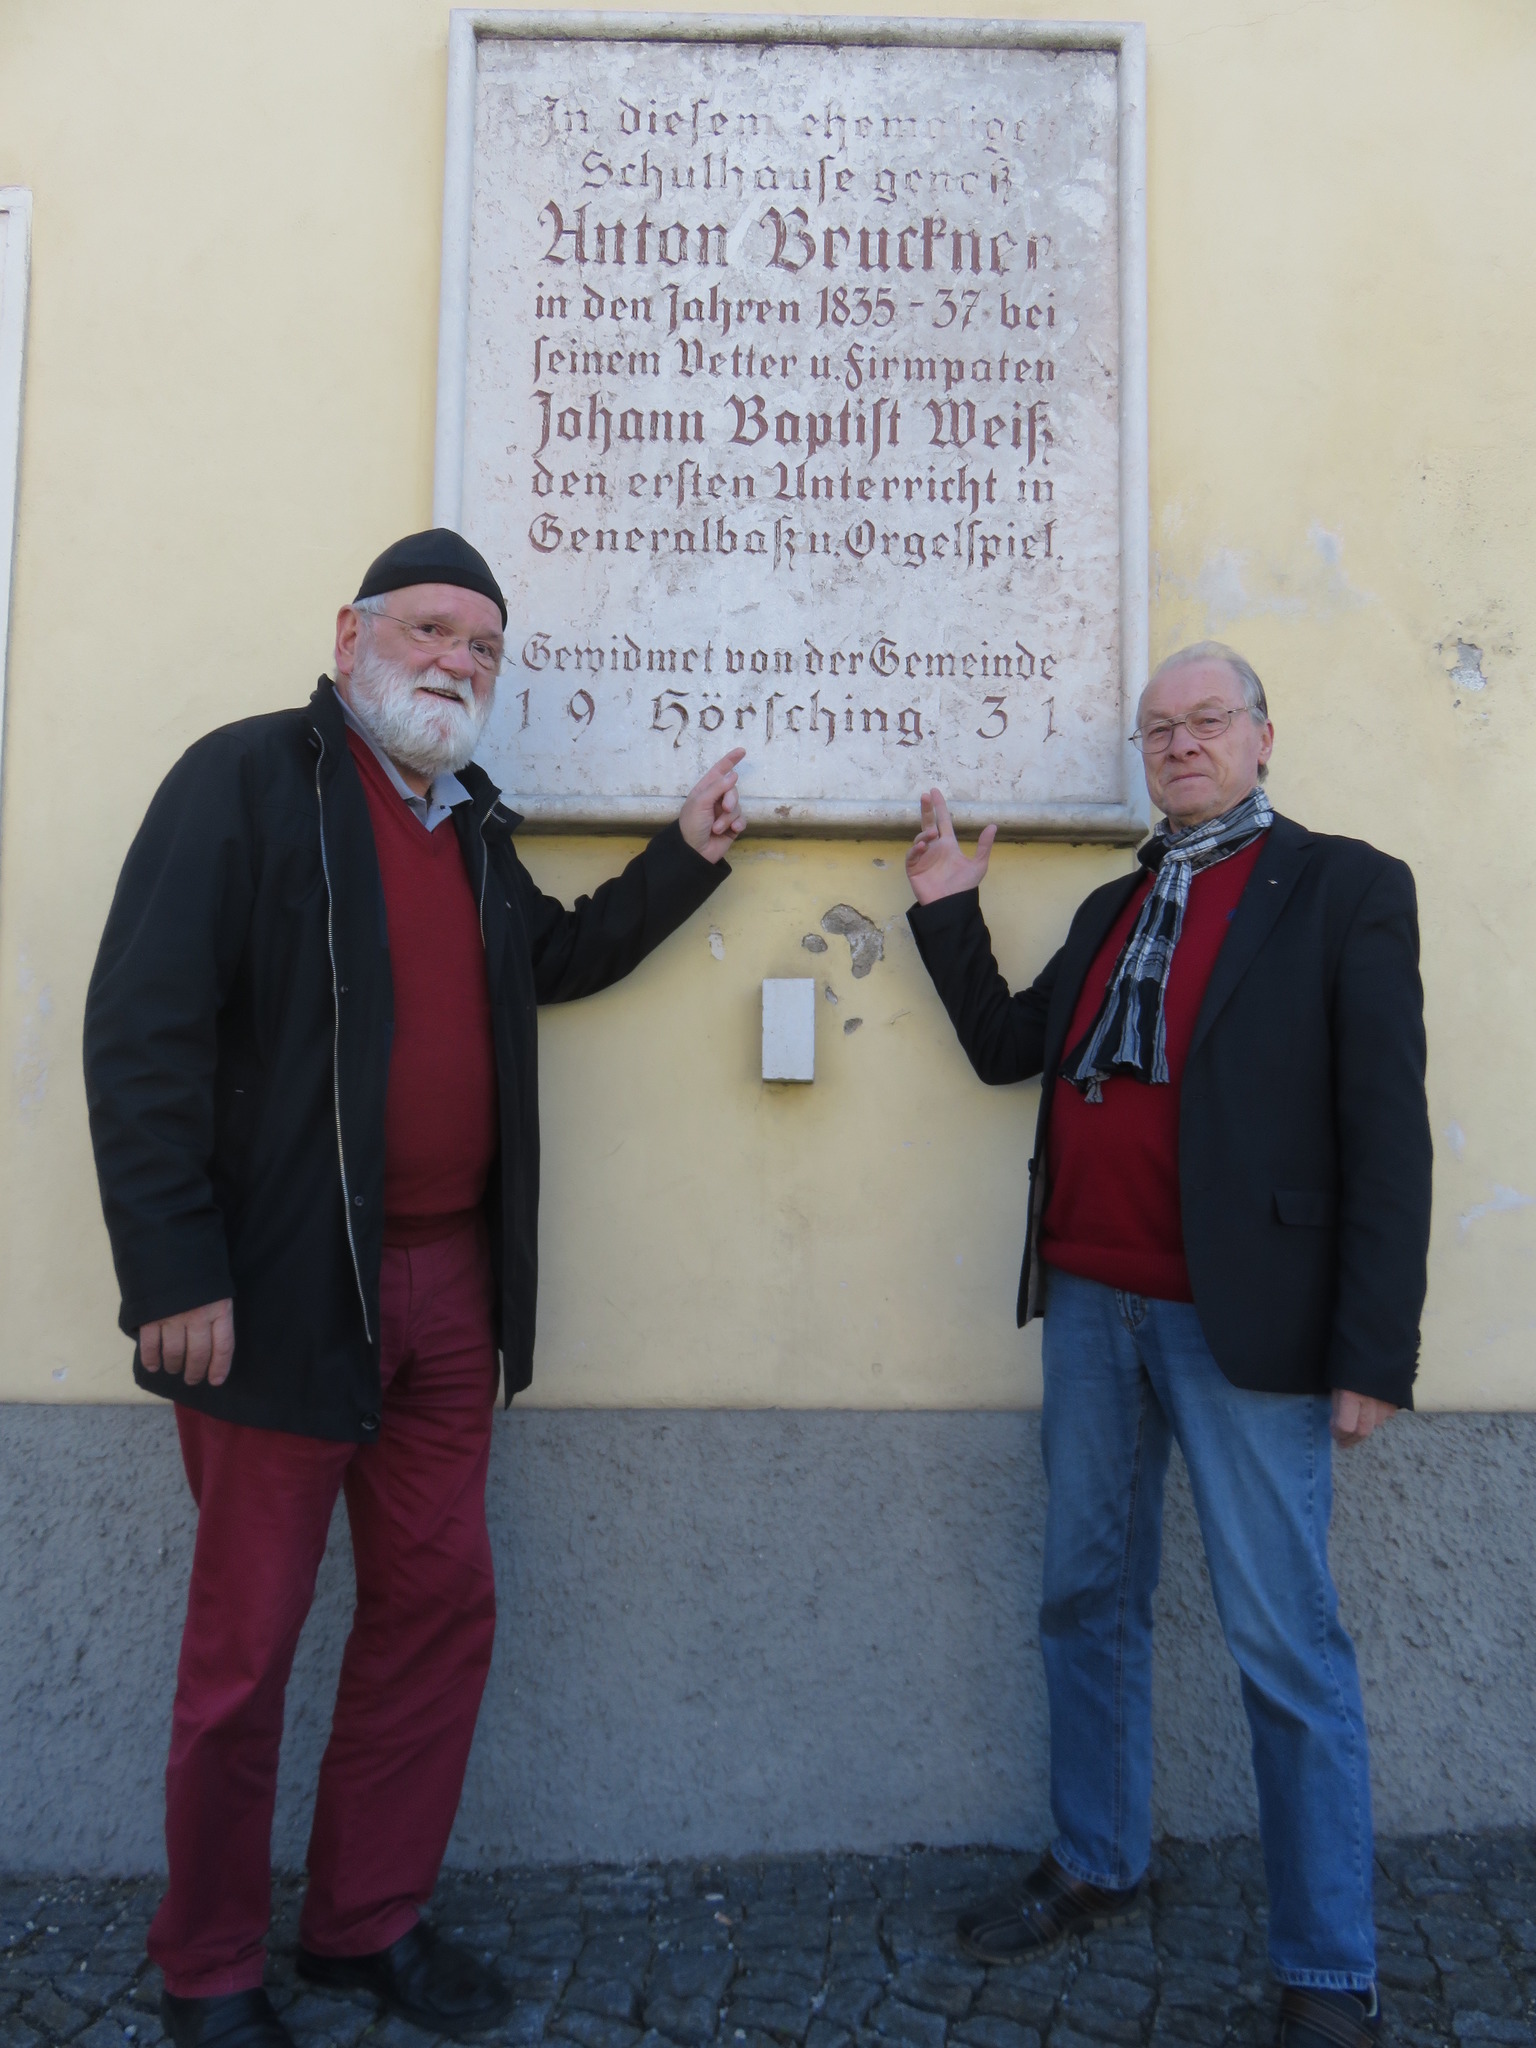 In diesem ehemalige
Schulhause genoß
Anton Bruckner
in den Jahren 1835-37 bei
seinem Vetter u. Firmpaten
Johann Baptist Weiß
den ersten Unterricht in
Generalbaß u. Orgelspiel.
Gewidmet von der Gemeinde
19 Hörsching. 31